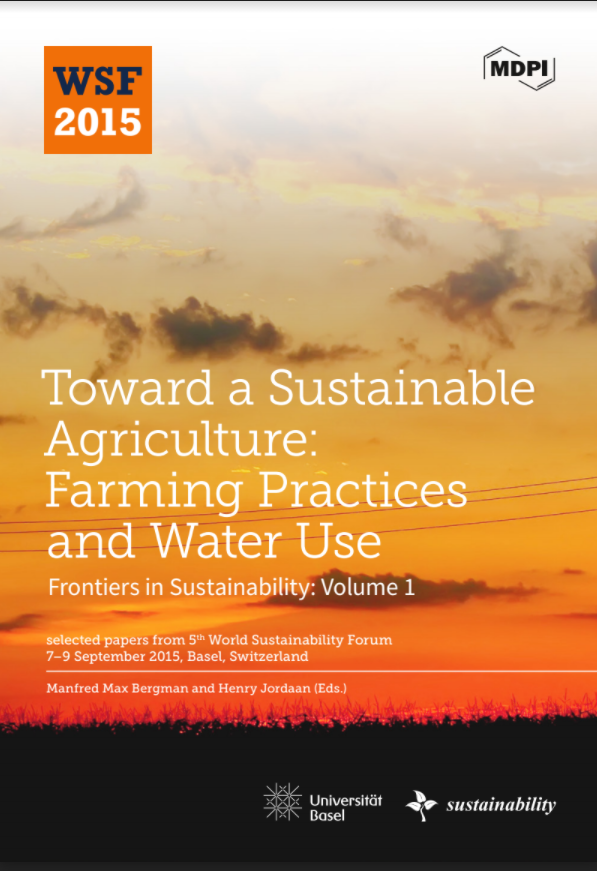 WSF
2015
MDPI
Toward a Sustainable
Agriculture:
Farming Practices
and Water Use
Frontiers in Sustainability: Volume 1
selected papers from 5th World Sustainability Forum
7–9 September 2015, Basel, Switzerland
Manfred Max Bergman and Henry Jordaan (Eds.)
Universität
Basel
sustainability